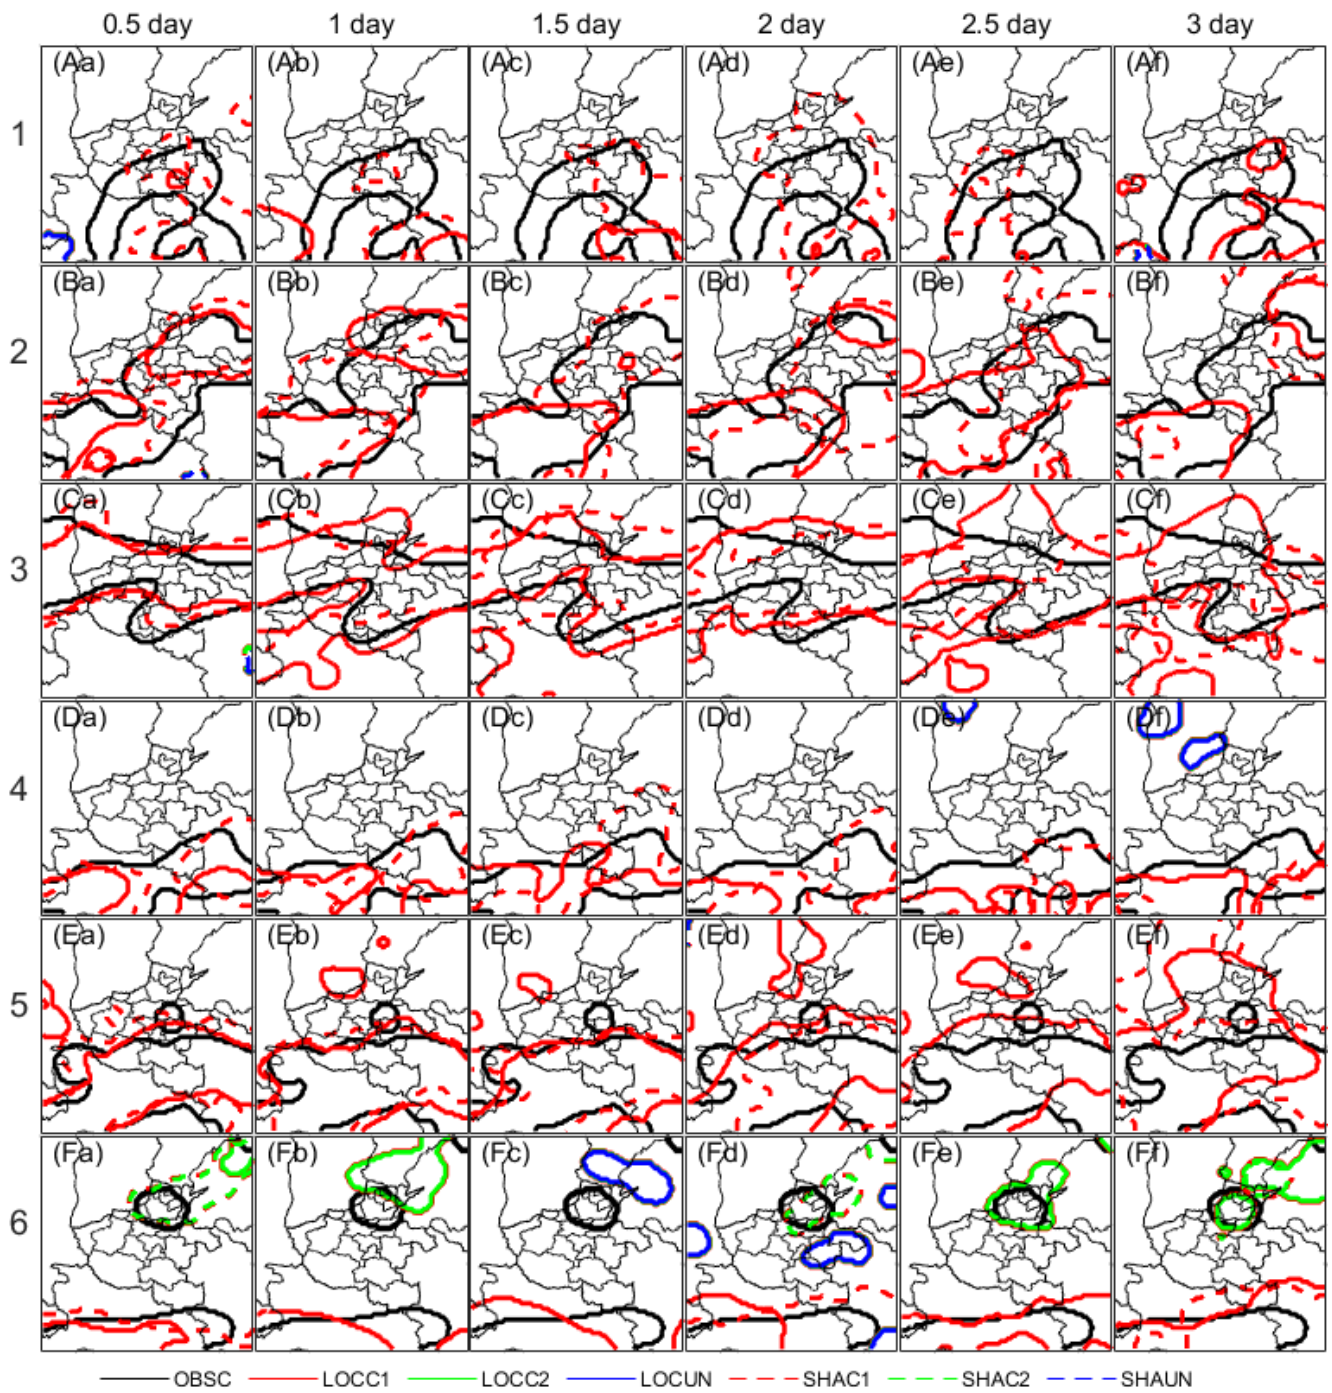 0.5 day 1 day 1.5 day 2 day 2.5 day 3 day
(Aa) (Ab) (Ac) (Ad) (Ae) (Af)
1
(Ba) (Bb) (Bc) (Bd) (Be) (Bf)
2
(Ca) (Cb) (Cc) (Cd) (Ce) (Cf)
3
(Da) (Db) (Dc) (Dd) (De) (Df)
4
(Ea) (Eb) (Ec) (Ed) (Ee) (Ef)
5
(Fa) (Fb) (Fc) (Fd) (Fe) (Ff)
6
OBSC LOCC1 LOCC2 LOCUN SHAC1 SHAC2 SHAUN